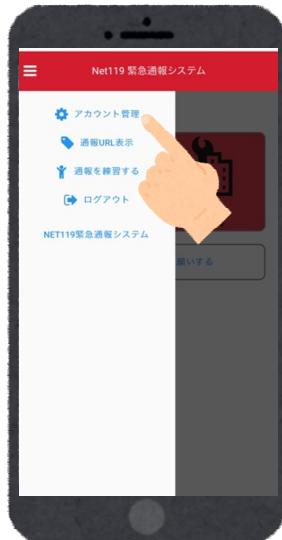 Net119 緊急通報システム
アカウント管理
通報URL表示
通報を練習する
ログアウト
NET119緊急通報システム
願いする